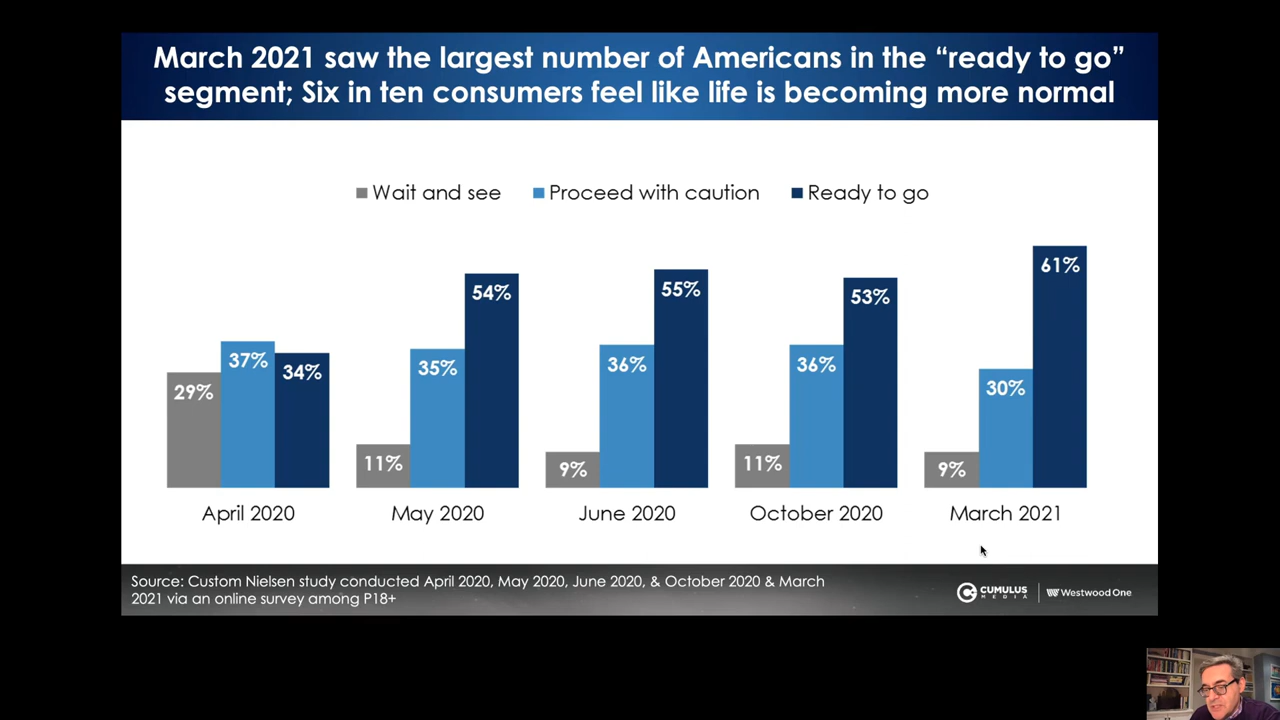 March 2021 saw the largest number of Americans in the “ready to go”
segment; Six in ten consumers feel like life is becoming more normal
Wait and see Proceed with caution Ready to go
29% 37% 34%
11% 35% 54%
9% 36% 55%
11% 36% 53%
9% 30% 61%
April 2020 May 2020 June 2020 October 2020 March 2021
Source: Custom Nielsen study conducted April 2020, May 2020, June 2020, & October 2020 & March
2021 via an online survey among P18+
CUMULUS
MEDIA
Westwood One